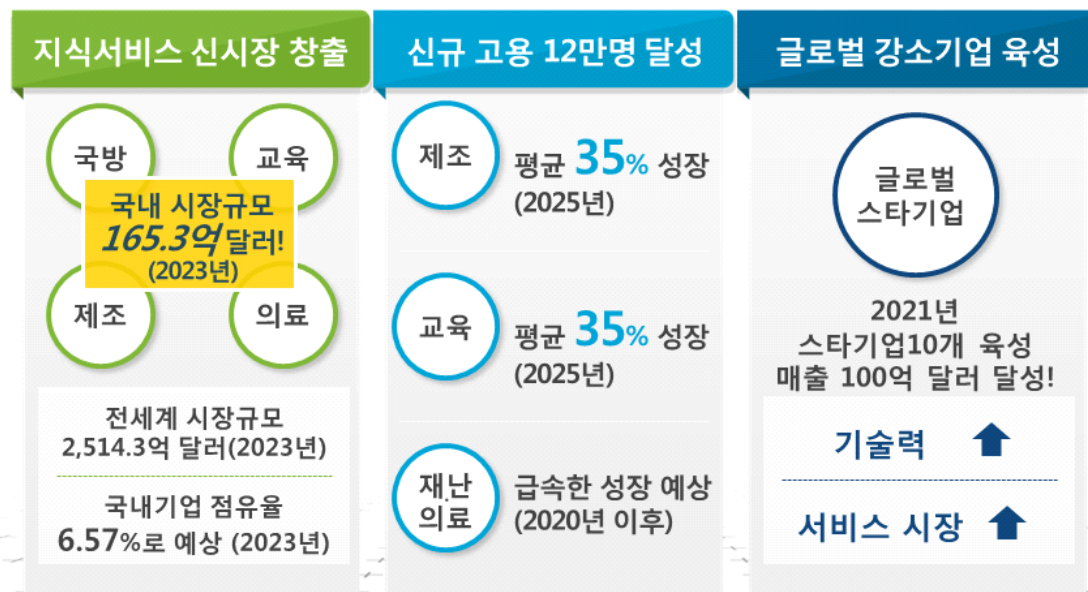 지식서비스 신시장 창출
국방
교육
국내 시장규모
165.3억 달러!
(2023년)
제조
의료
전세계 시장규모
2,514.3억 달러(2023년)
국내기업 점유율
6.57%로 예상 (2023년)
신규 고용 12만명 달성
제조
평균 35% 성장
(2025년)
교육
평균 35% 성장
(2025년)
재난
의료
급속한 성장 예상
(2020년 이후)
글로벌 강소기업 육성
글로벌
스타기업
2021년
스타기업10개 육성
매출 100억 달러 달성!
기술력
서비스 시장